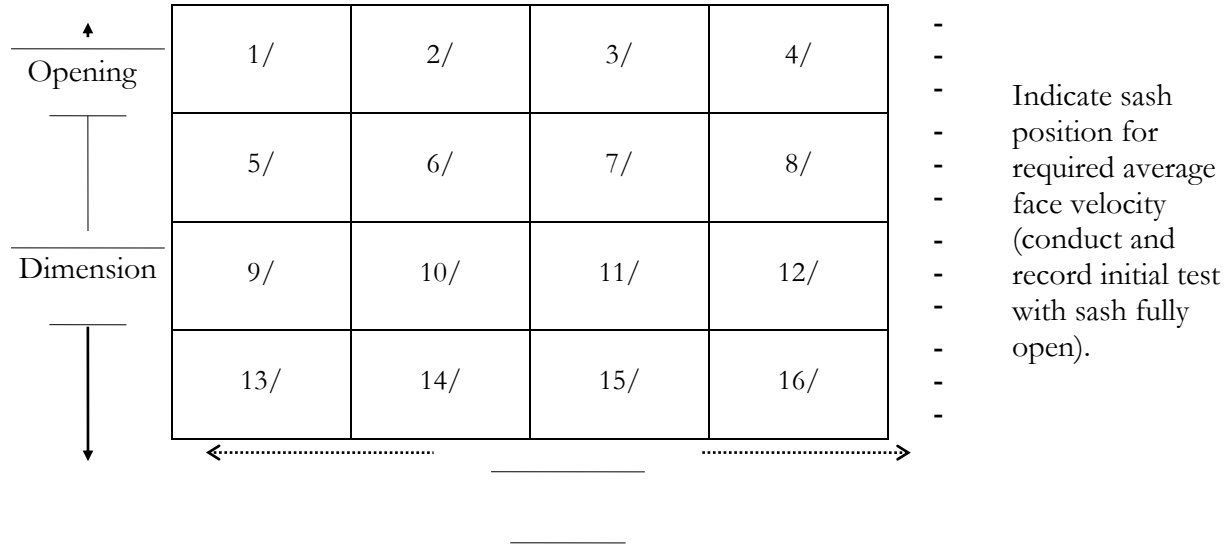 1/ 2/ 3/ 4/
Opening
5/ 6/ 7/ 8/
Dimension
9/ 10/ 11/ 12/
13/ 14/ 15/ 16/
Indicate sash
position for
required average
face velocity
(conduct and
record initial test
with sash fully
open).